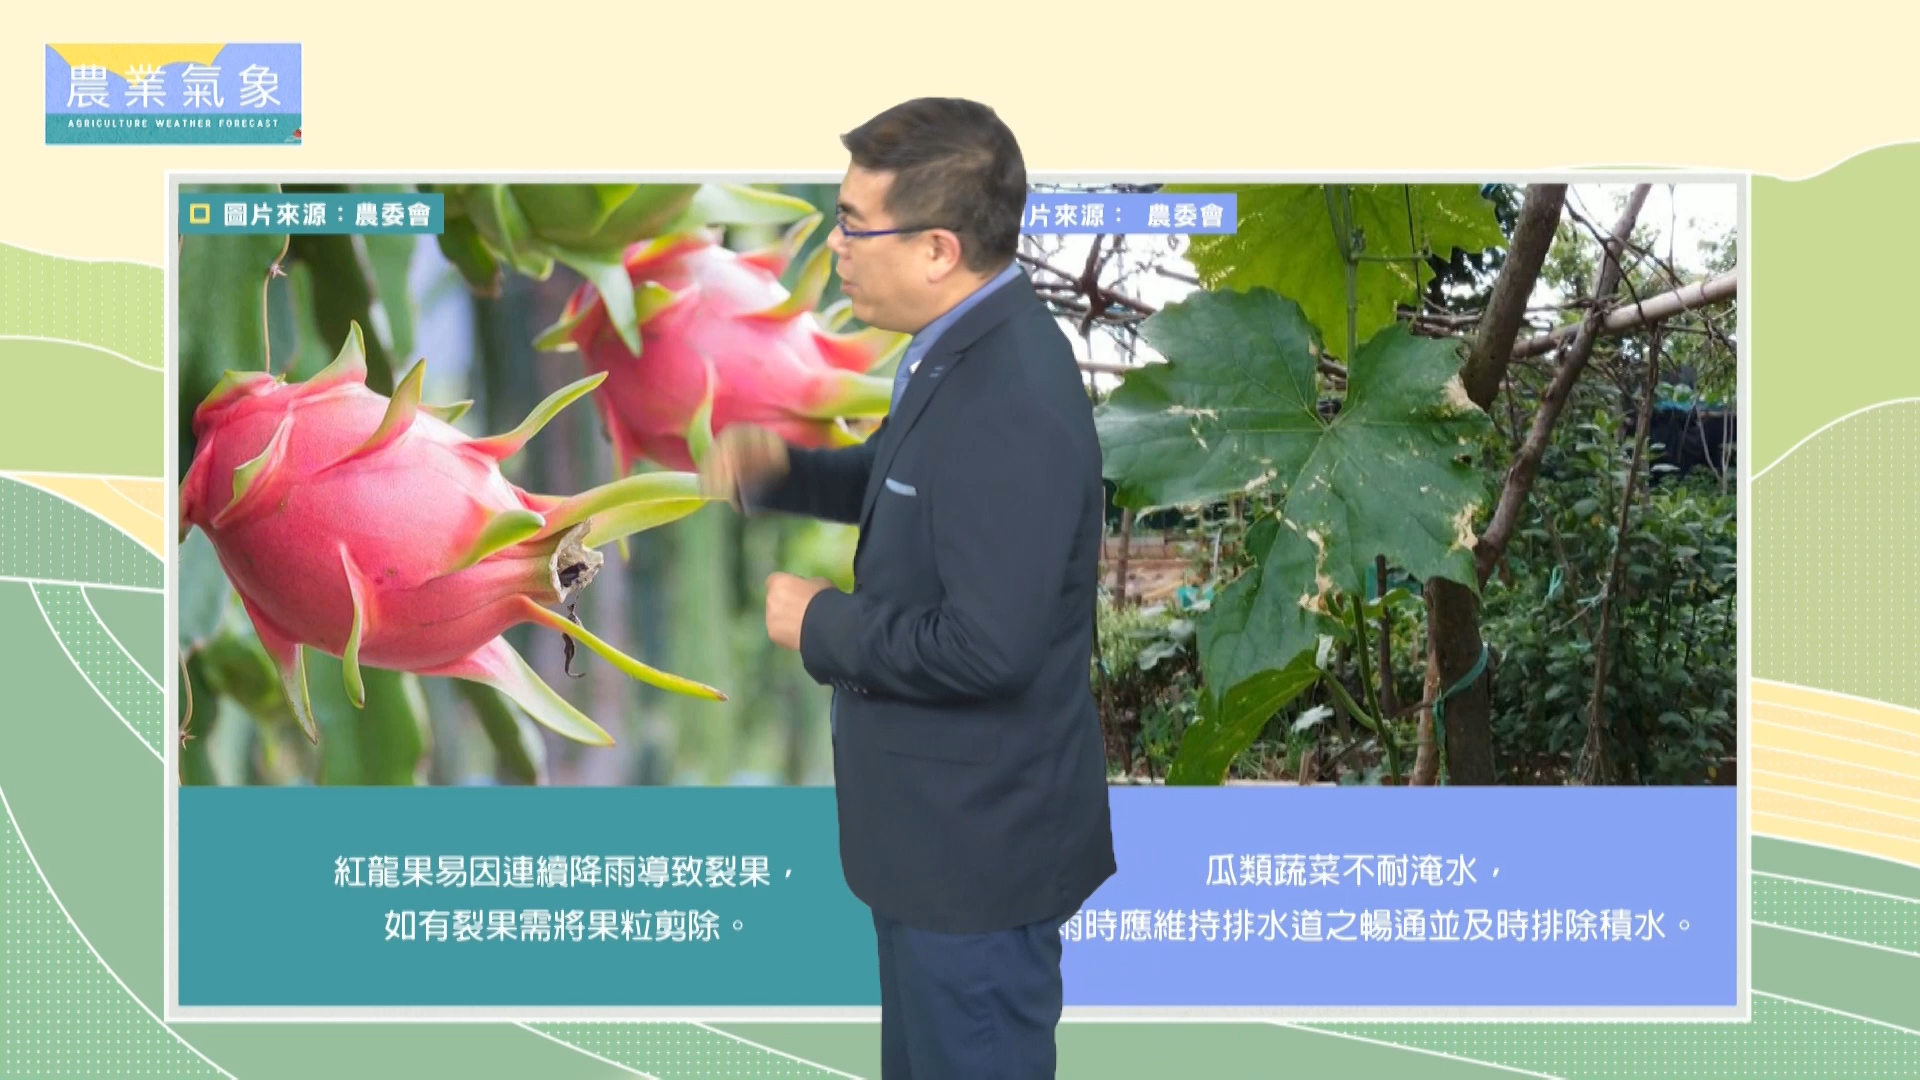 農業氣象
AGRICULTURE WEATHER FORECAST
圖片來源：農委會
片來源： 農委會
紅龍果易因連續降雨導致裂果，
如有裂果需將果粒剪除。
瓜類蔬菜不耐淹水，
雨時應維持排水道之暢通並及時排除積水。